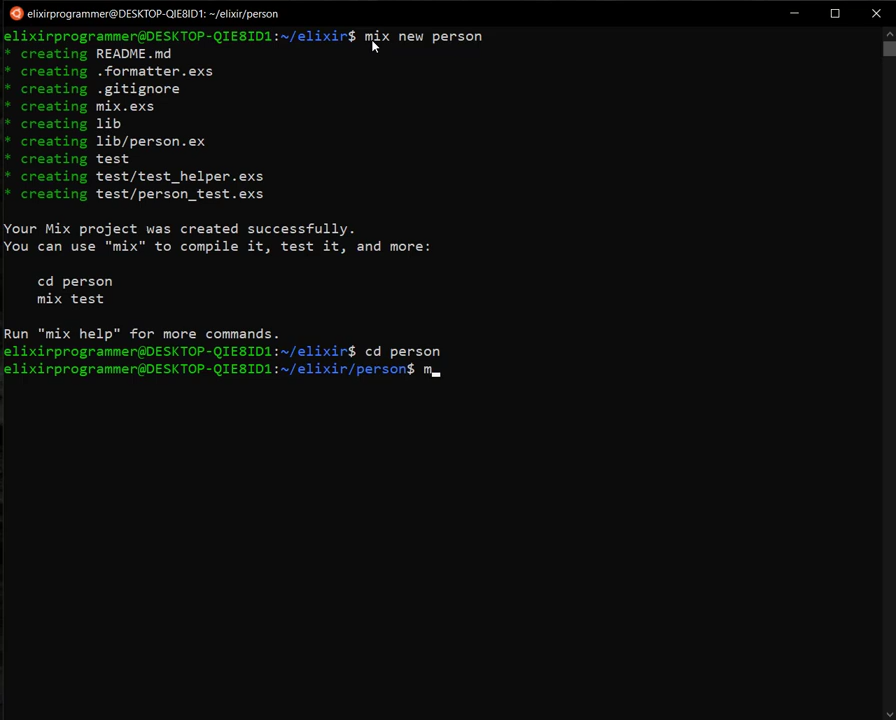 elixirprogrammer@DESKTOP-QIE8ID1: ~/elixir/person
elixirprogrammer@DESKTOP-QIE8ID1:~/elixir$ mix new person
* creating README.md
* creating .formatter.exs
* creating .gitignore
* creating mix.exs
* creating lib
* creating lib/person.ex
* creating test
* creating test/test_helper.exs
* creating test/person_test.exs
Your Mix project was created successfully.
You can use "mix" to compile it, test it, and more:
cd person
mix test
Run "mix help" for more commands.
elixirprogrammer@DESKTOP-QIE8ID1:~/elixir$ cd person
elixirprogrammer@DESKTOP-QIE8ID1:~/elixir/person$ m